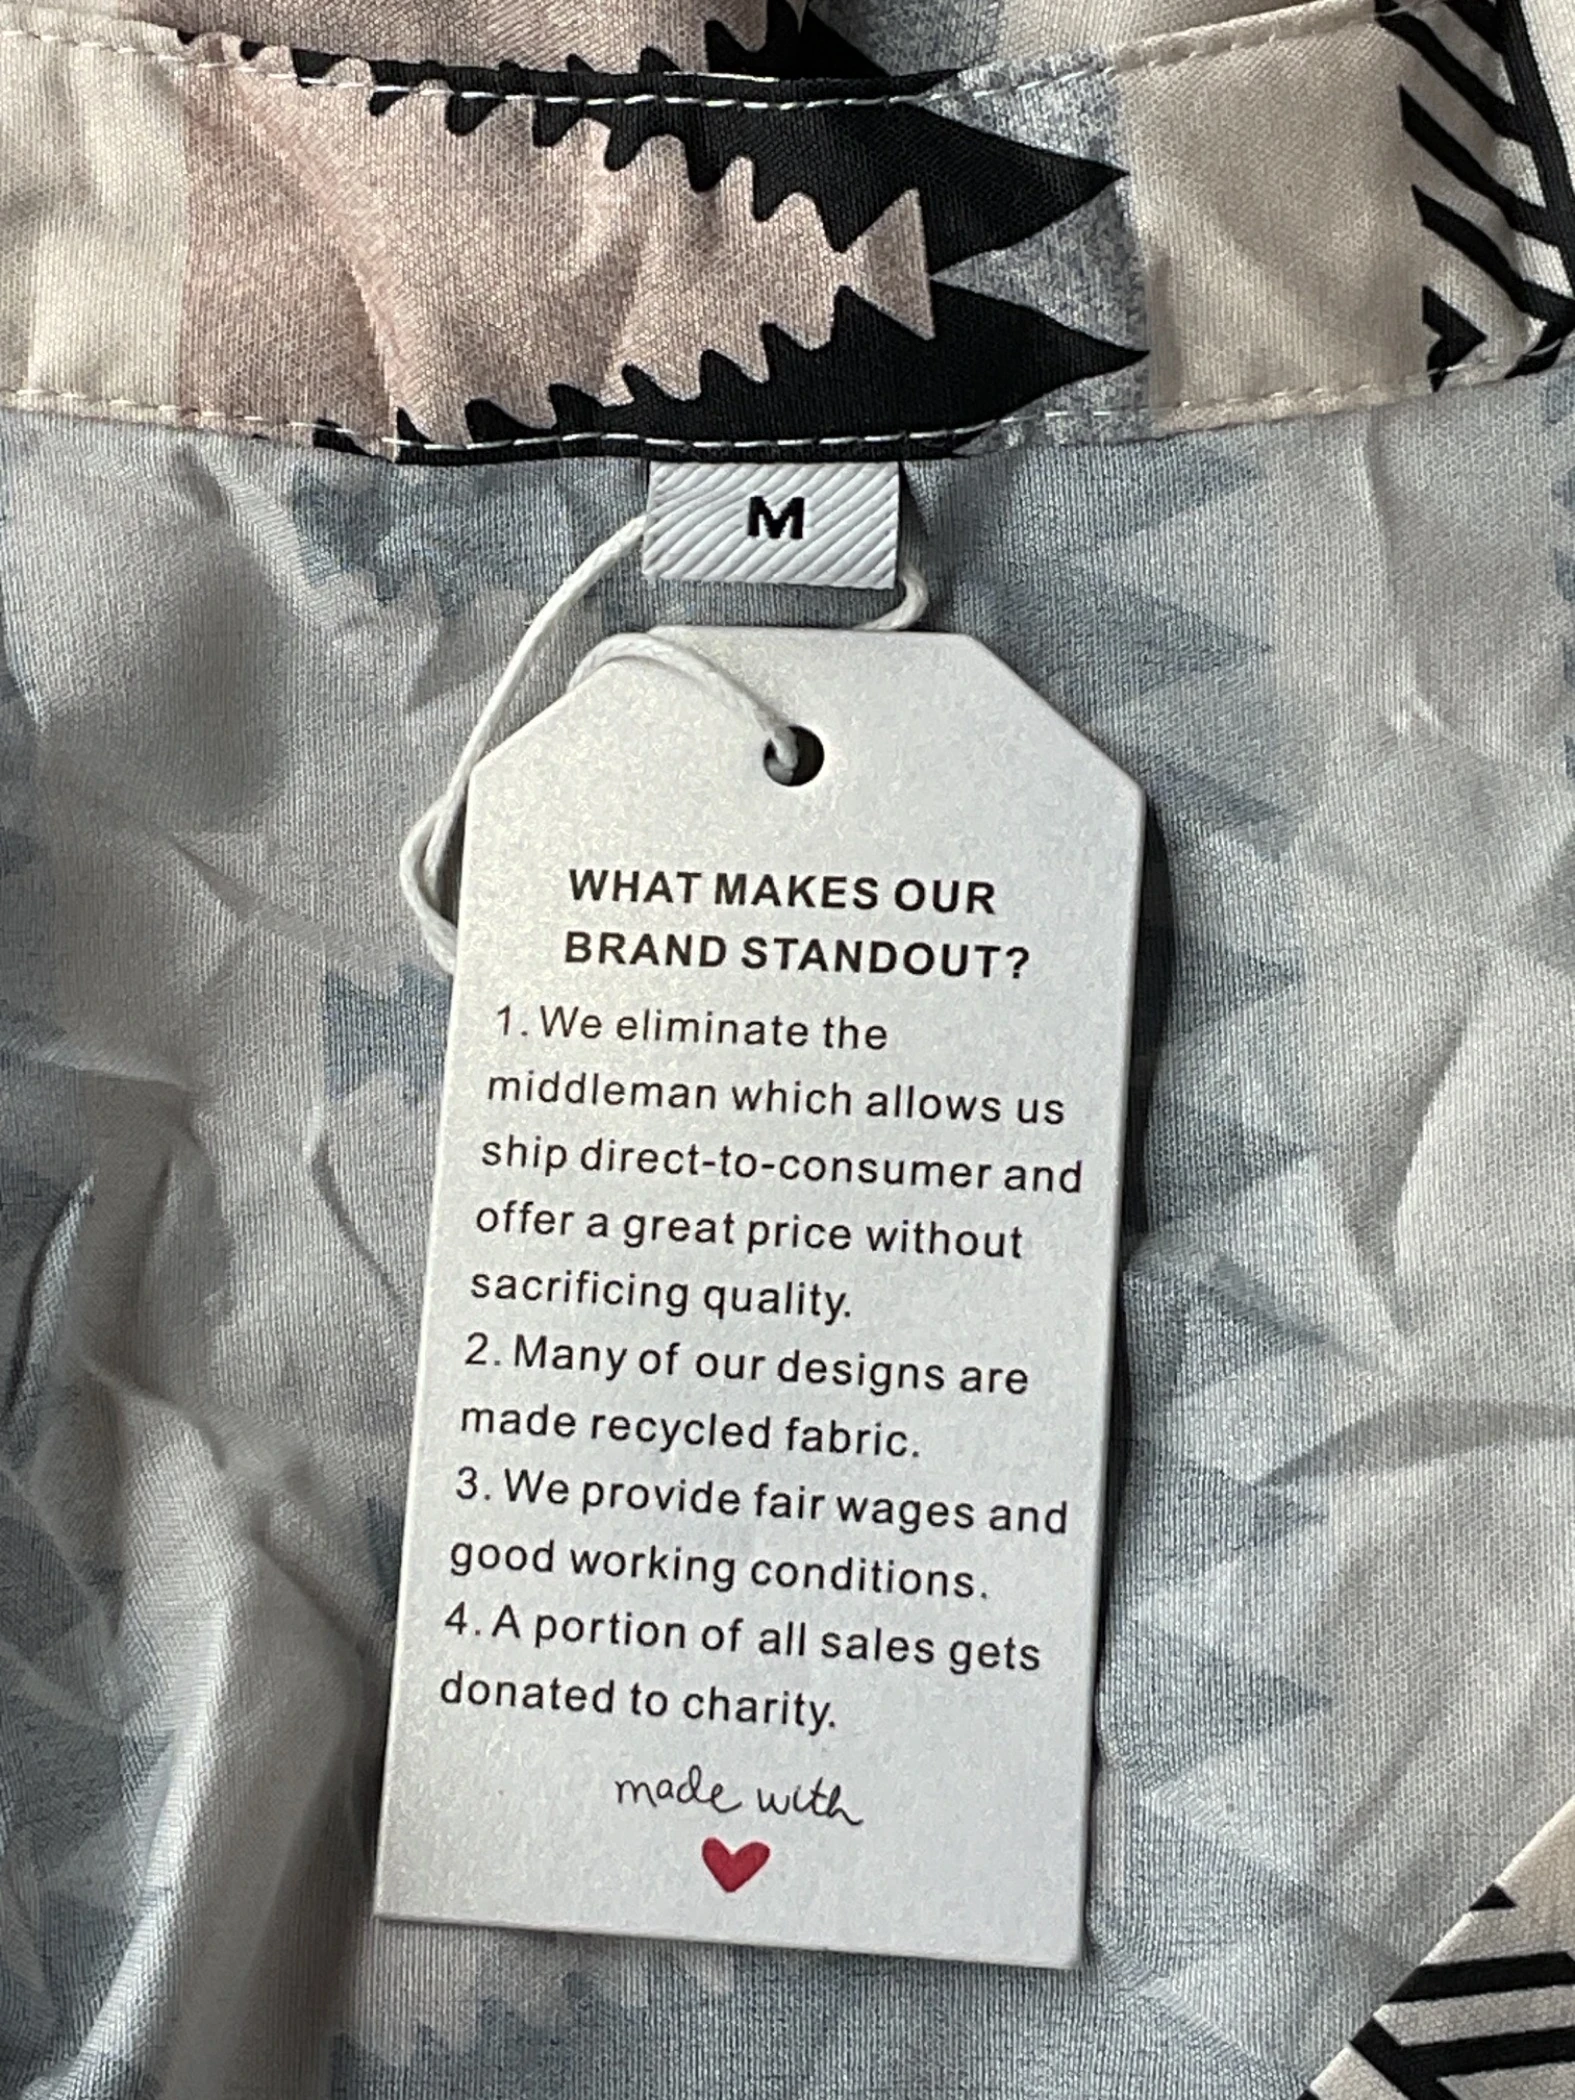 M
WHAT MAKES OUR
BRAND STANDOUT?
1. We eliminate the
middleman which allows us
ship direct-to-consumer and
offer a great price without
sacrificing quality.
2. Many of our designs are
made recycled fabric.
3. We provide fair wages and
good working conditions.
4. A portion of all sales gets
donated to charity.
made with